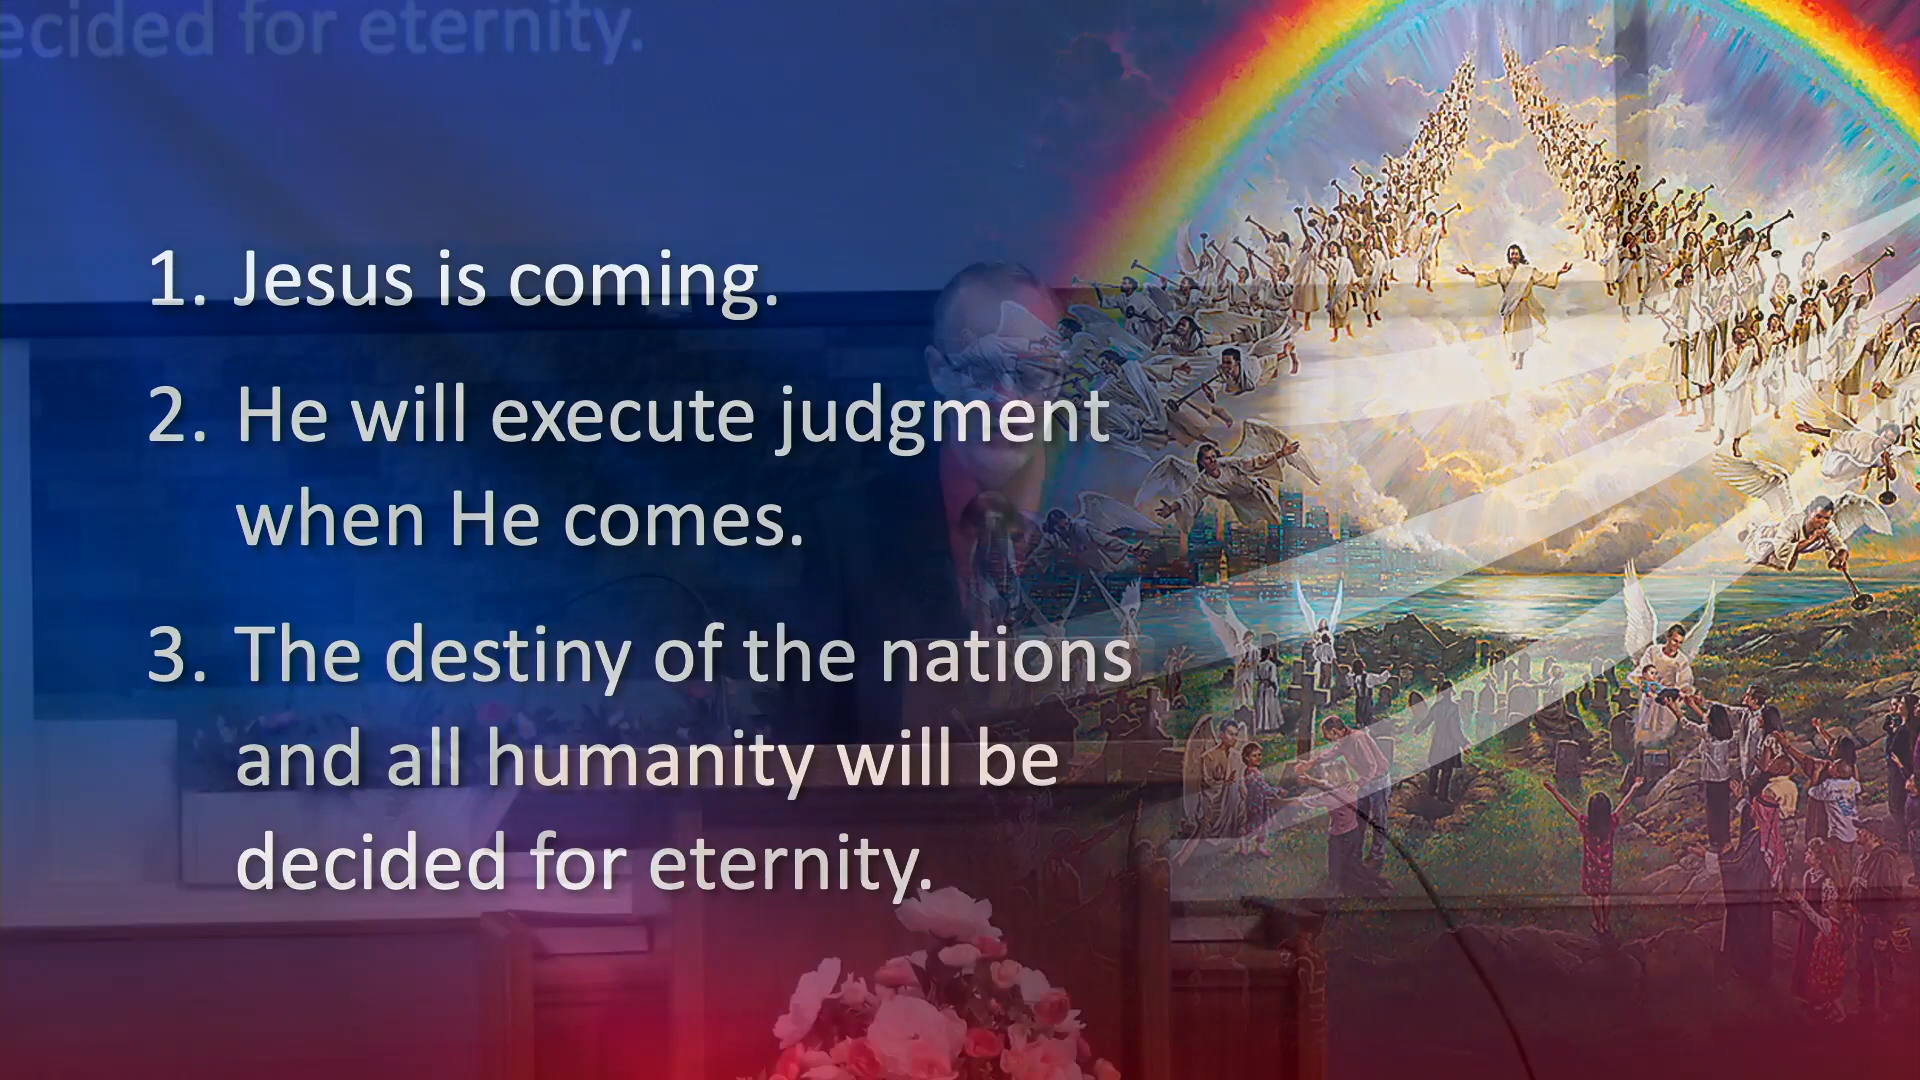 ecided for eternity.
1. Jesus is coming.
2. He will execute judgment
when He comes.
3. The destiny of the nations
and all humanity will be
decided for eternity.